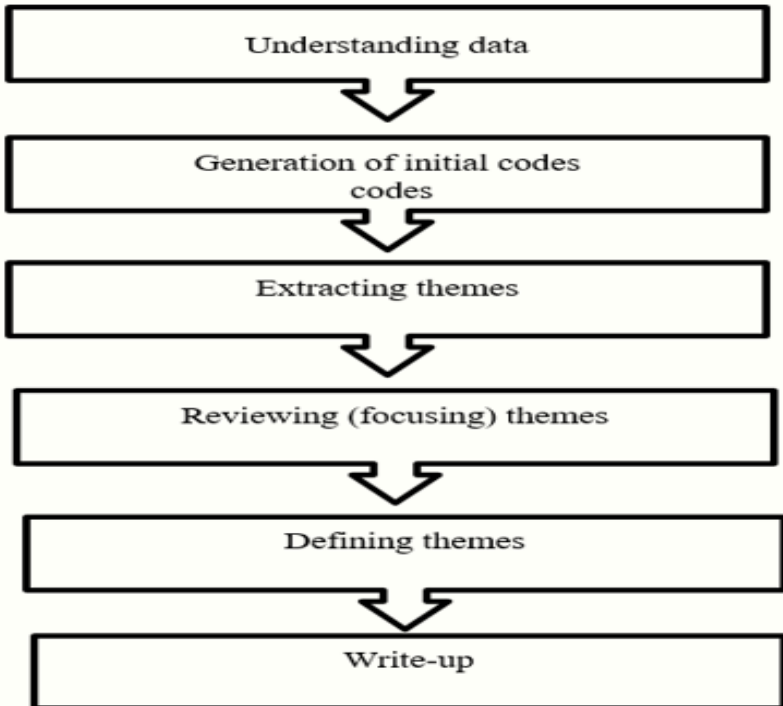 Understanding data
Generation of initial codes
codes
Extracting themes
Reviewing (focusing) themes
Defining themes
Write-up